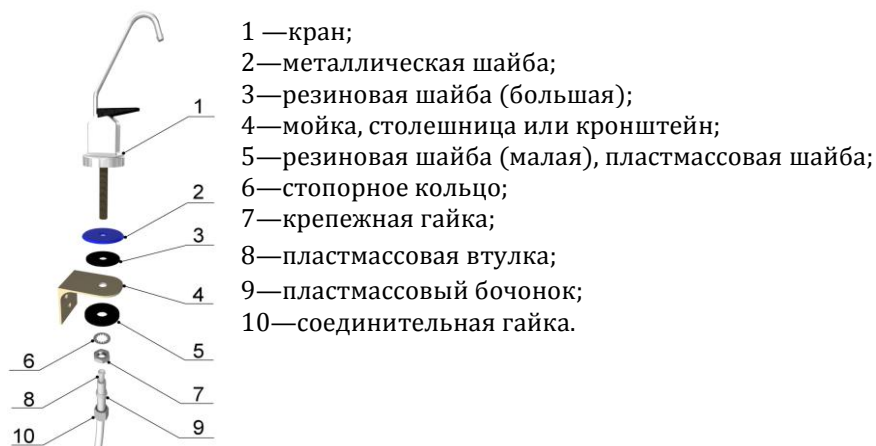 1 —кран;
2—металлическая шайба;
3—резиновая шайба (большая);
4—мойка, столешница или кронштейн;
5—резиновая шайба (малая), пластмассовая шайба;
6—стопорное кольцо;
7—крепежная гайка;
8—пластмассовая втулка;
9—пластмассовый бочонок;
10—соединительная гайка.
1
2
3
4
5
6
7
8
9
10